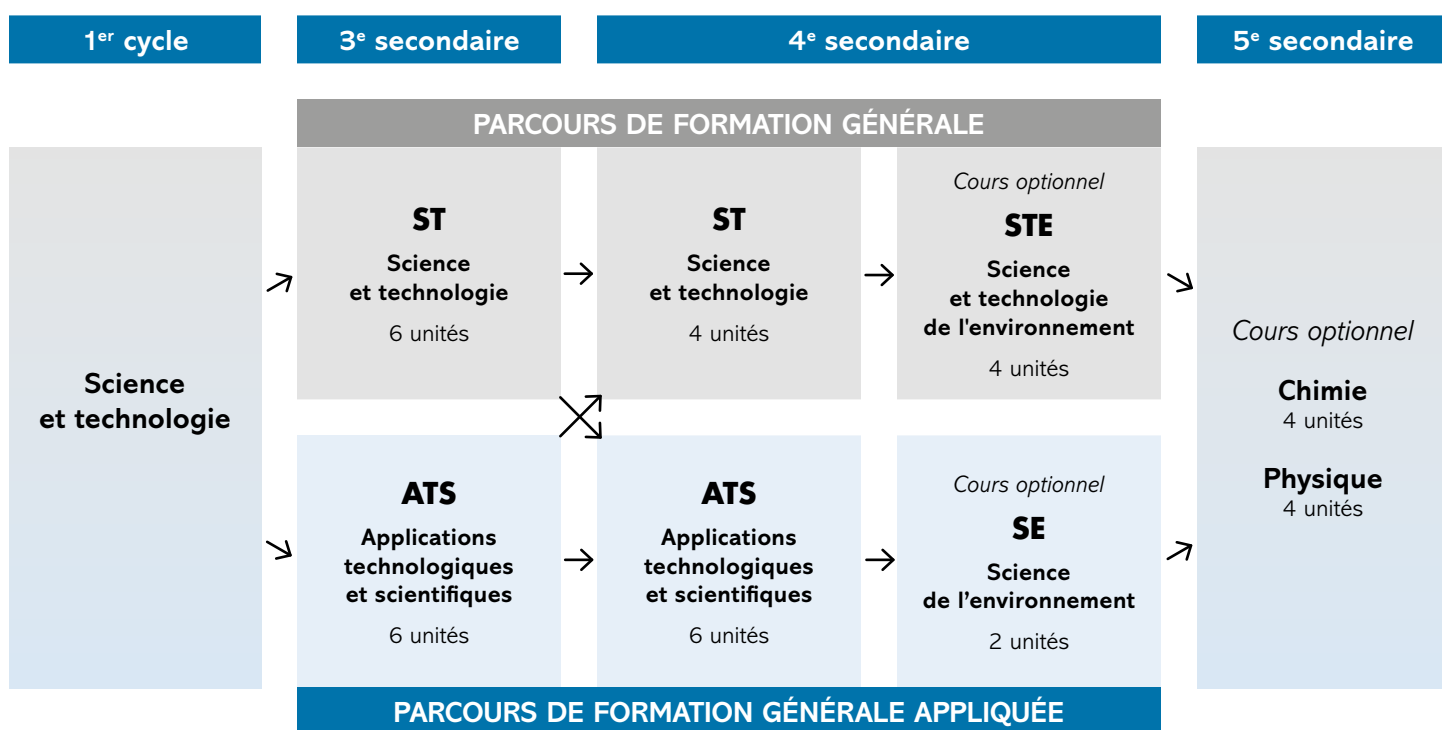 1er cycle
3e secondaire
4e secondaire
5e secondaire
PARCOURS DE FORMATION GÉNÉRALE
Science
et technologie
ST
Science
et technologie
6 unités
ST
Science
et technologie
4 unités
Cours optionnel
STE
Science
et technologie
de l'environnement
4 unités
ATS
Applications
technologiques
et scientifiques
6 unités
ATS
Applications
technologiques
et scientifiques
6 unités
Cours optionnel
SE
Science
de l’environnement
2 unités
Cours optionnel
Chimie
4 unités
Physique
4 unités
PARCOURS DE FORMATION GÉNÉRALE APPLIQUÉE